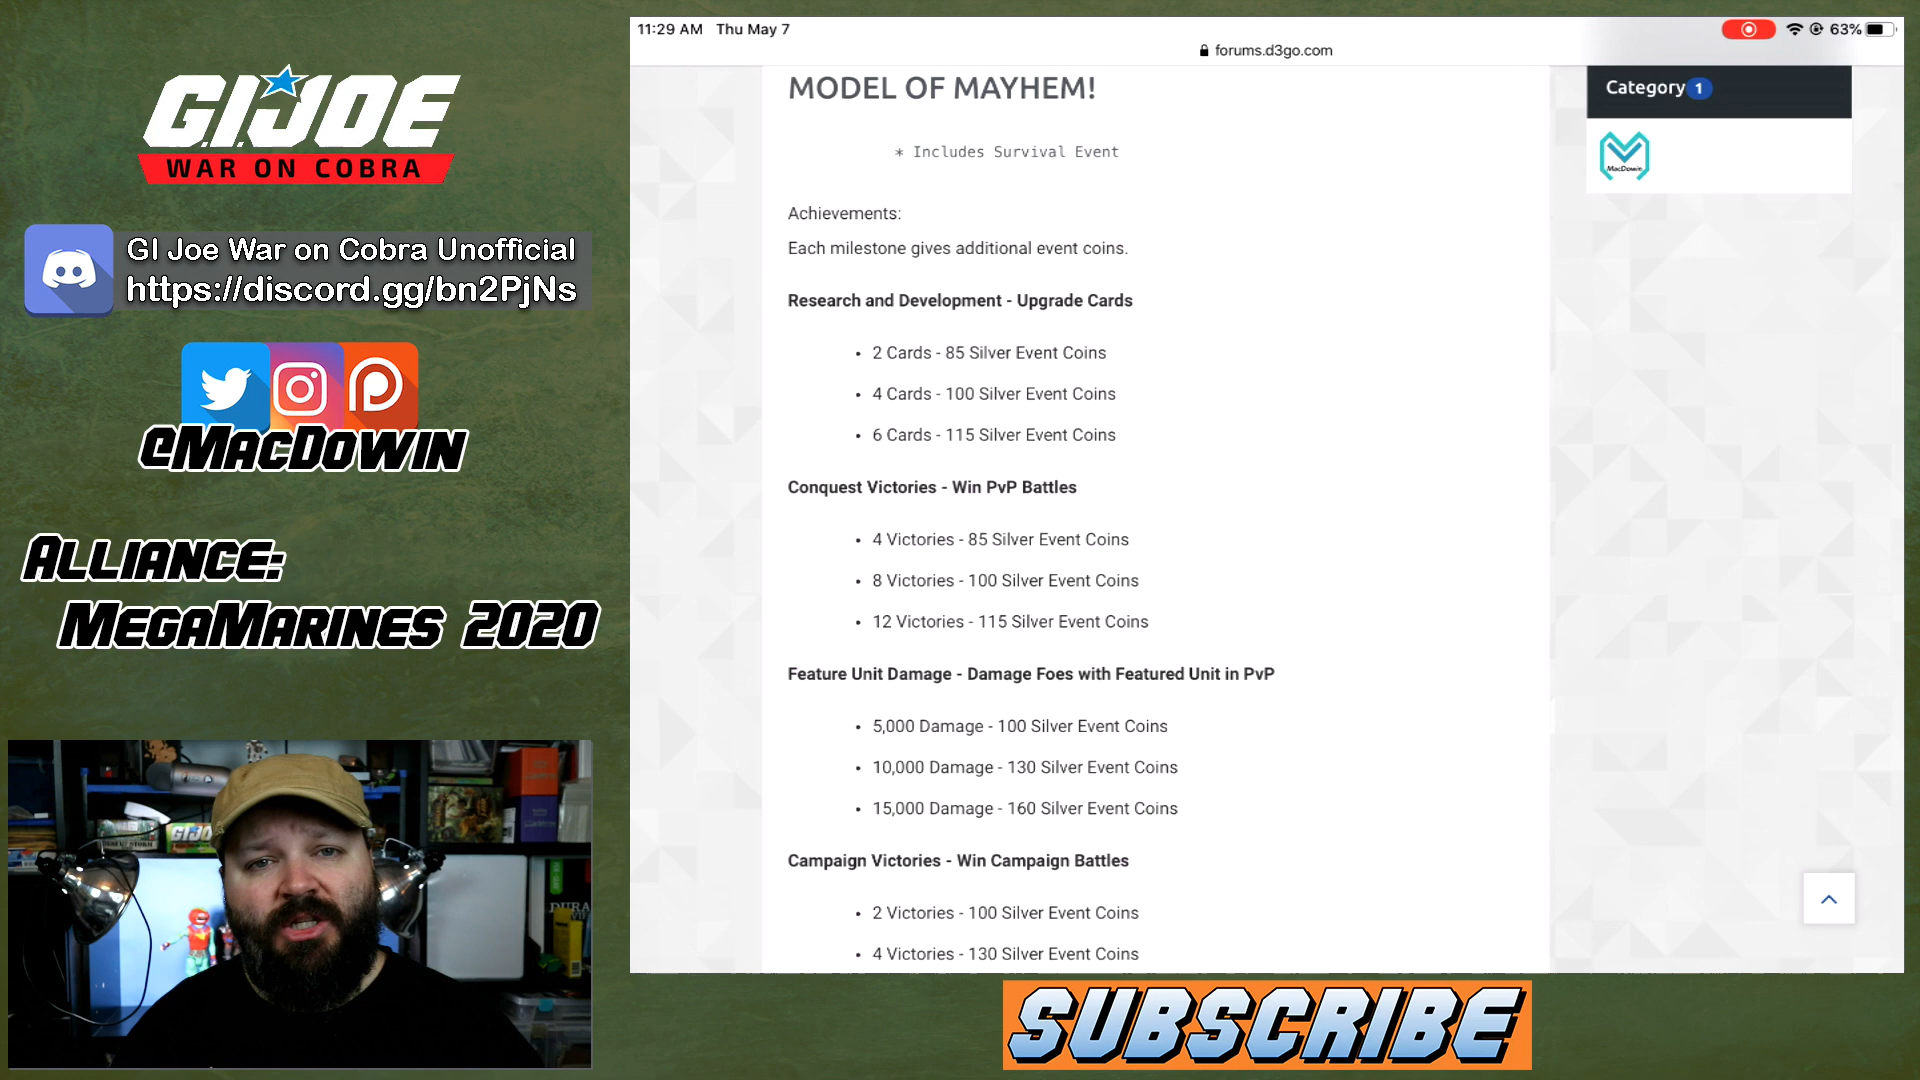 G.I. JOE
WAR ON COBRA
GI Joe War on Cobra Unofficial
https://discord.gg/bn2PjNs
@MacDowin
Alliance:
MegaMarines 2020
11:29 AM Thu May 7
63%
forums.d3go.com
MODEL OF MAYHEM!
* Includes Survival Event
Achievements:
Each milestone gives additional event coins.
Research and Development - Upgrade Cards
• 2 Cards - 85 Silver Event Coins
• 4 Cards - 100 Silver Event Coins
• 6 Cards - 115 Silver Event Coins
Conquest Victories - Win PvP Battles
• 4 Victories - 85 Silver Event Coins
• 8 Victories - 100 Silver Event Coins
• 12 Victories - 115 Silver Event Coins
Feature Unit Damage - Damage Foes with Featured Unit in PvP
• 5,000 Damage - 100 Silver Event Coins
• 10,000 Damage - 130 Silver Event Coins
• 15,000 Damage - 160 Silver Event Coins
Campaign Victories - Win Campaign Battles
• 2 Victories - 100 Silver Event Coins
• 4 Victories - 130 Silver Event Coins
Category 1
MacDowin
GI JOE
SUBSCRIBE